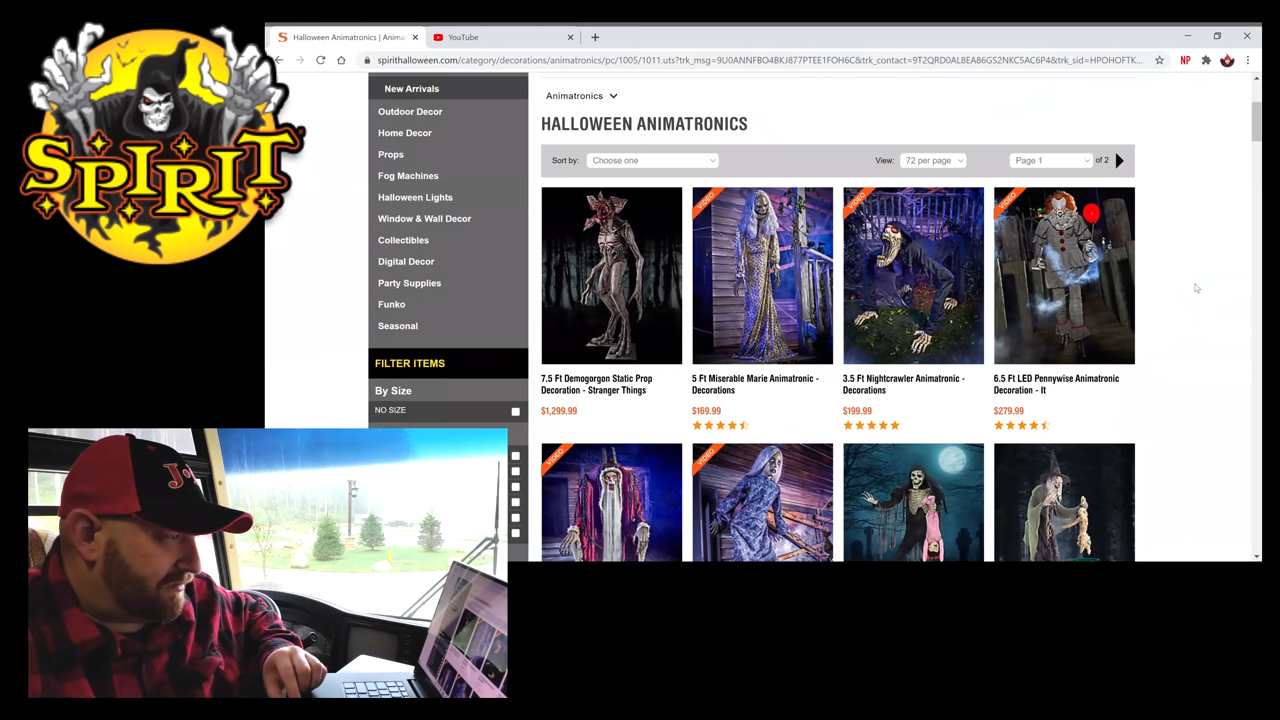 SPIRIT
Halloween Animatronics | Anima
YouTube
spirithalloween.com/category/decorations/animatronics/pc/1005/1011.uts?trk_msg=9U0ANNFBO4BKJ877PTEE1FOH6C&trk_contact=9T2QRD0AL8EA86GS2NKC5AC6P4&trk_sid=HPOHOFTK...
NP
New Arrivals
Outdoor Decor
Home Decor
Props
Fog Machines
Halloween Lights
Window & Wall Decor
Collectibles
Digital Decor
Party Supplies
Funko
Seasonal
FILTER ITEMS
By Size
NO SIZE
Animatronics
HALLOWEEN ANIMATRONICS
Sort by: Choose one View: 72 per page Page 1 of 2
VIDEO VIDEO VIDEO
7.5 Ft Demogorgon Static Prop
Decoration - Stranger Things
$1,299.99
5 Ft Miserable Marie Animatronic -
Decorations
$169.99
3.5 Ft Nightcrawler Animatronic -
Decorations
$199.99
6.5 Ft LED Pennywise Animatronic
Decoration - It
$279.99
VIDEO VIDEO